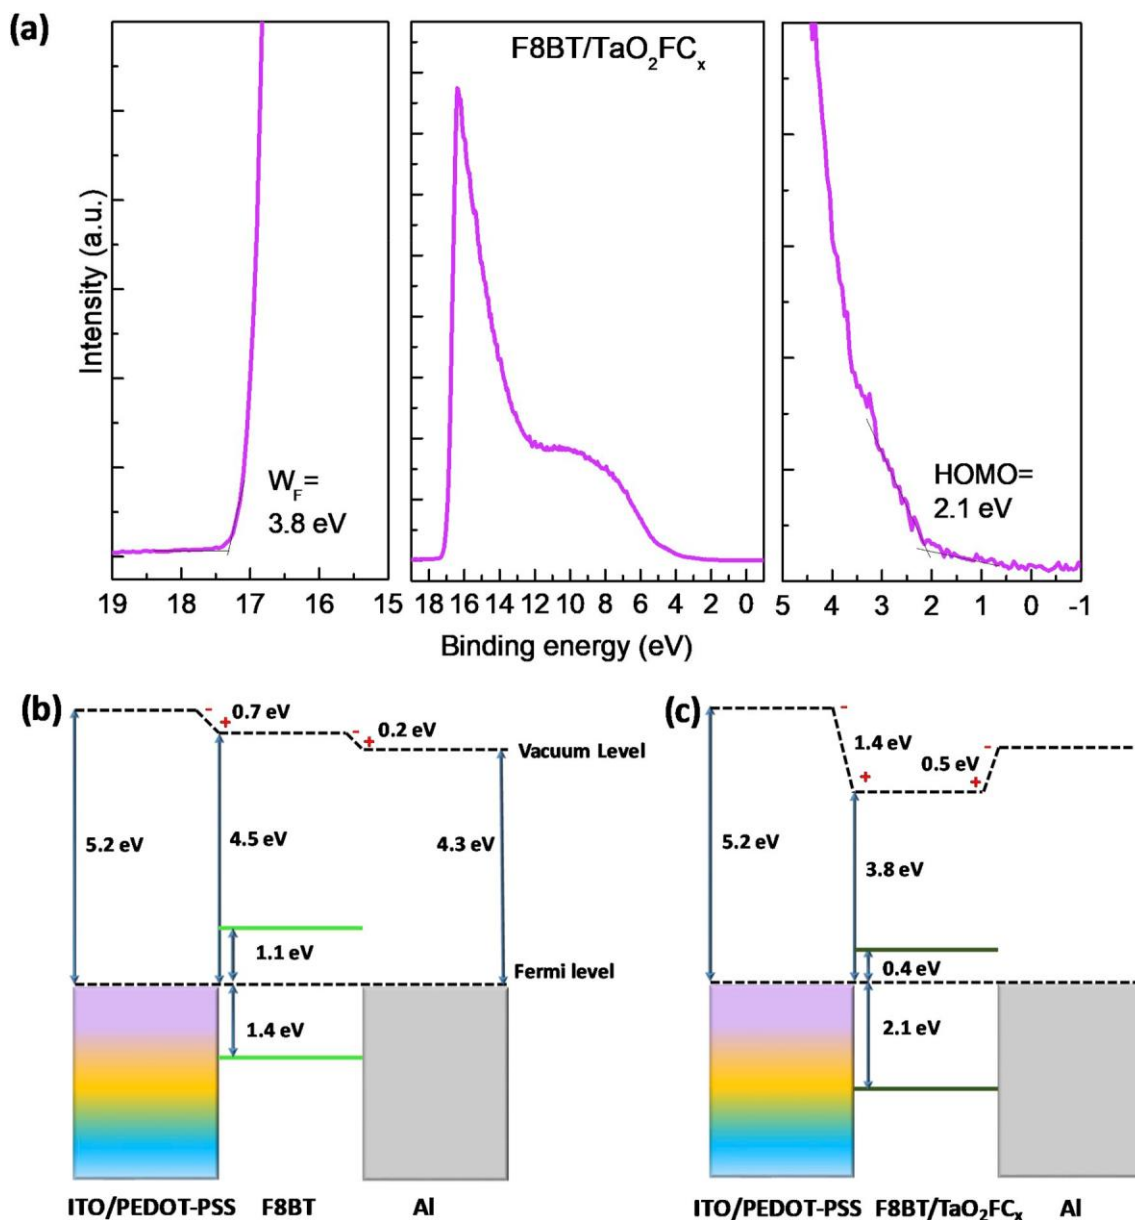 (a)
F8BT/TaO₂FCₓ
Intensity (a.u.)
W_F=
3.8 eV
HOMO=
2.1 eV
19 18 17 16 15
18 16 14 12 10 8 6 4 2 0
5 4 3 2 1 0 -1
Binding energy (eV)
(b)
- 0.7 eV
+
- 0.2 eV
+
Vacuum Level
5.2 eV
4.5 eV
4.3 eV
1.1 eV
Fermi level
1.4 eV
ITO/PEDOT-PSS F8BT Al
(c)
-
1.4 eV
+
0.5 eV
-
+
5.2 eV
3.8 eV
0.4 eV
2.1 eV
ITO/PEDOT-PSS F8BT/TaO₂FCₓ Al